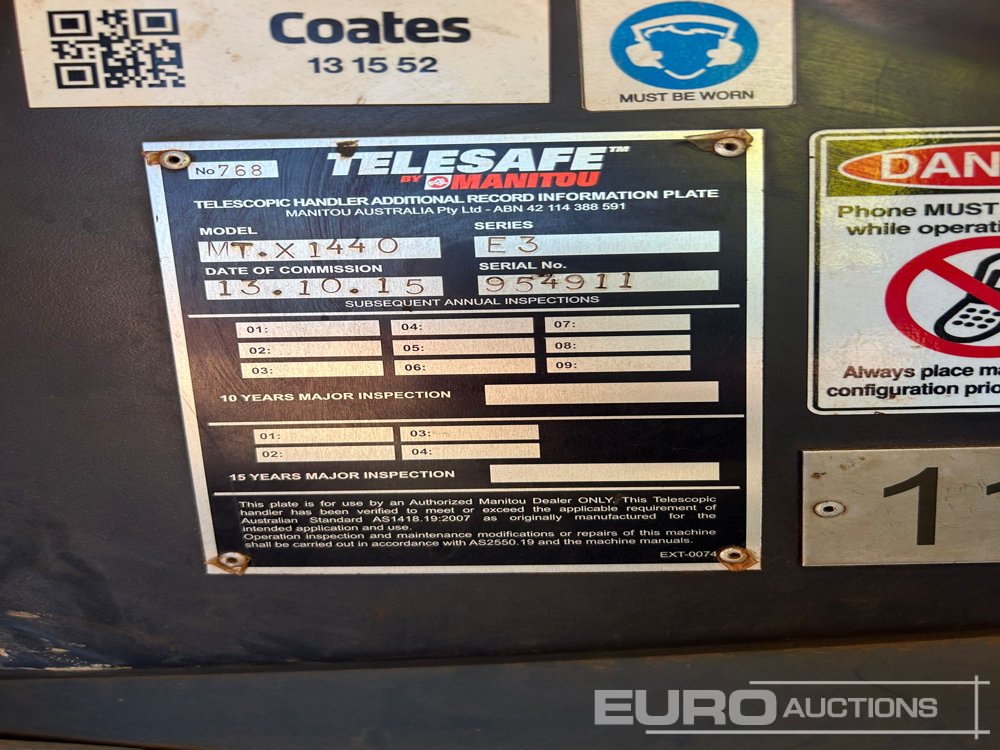 Coates
13 15 52
MUST BE WORN
No 768
TELESAFE™
BY MANITOU
TELESCOPIC HANDLER ADDITIONAL RECORD INFORMATION PLATE
MANITOU AUSTRALIA Pty Ltd - ABN 42 114 388 591
MODEL SERIES
MT.X1440 E3
DATE OF COMMISSION SERIAL No.
13.10.15 954911
SUBSEQUENT ANNUAL INSPECTIONS
01: 04: 07:
02: 05: 08:
03: 06: 09:
10 YEARS MAJOR INSPECTION
01: 03:
02: 04:
15 YEARS MAJOR INSPECTION
This plate is for use by an Authorized Manitou Dealer ONLY. This Telescopic
handler has been verified to meet or exceed the applicable requirement of
Australian Standard AS1418.19:2007 as originally manufactured for the
intended application and use.
Operation inspection and maintenance modifications or repairs of this machine
shall be carried out in accordance with AS2550.19 and the machine manuals.
EXT-0074
DAN
Phone MUST
while operati
Always place ma
configuration prio
11
EURO AUCTIONS